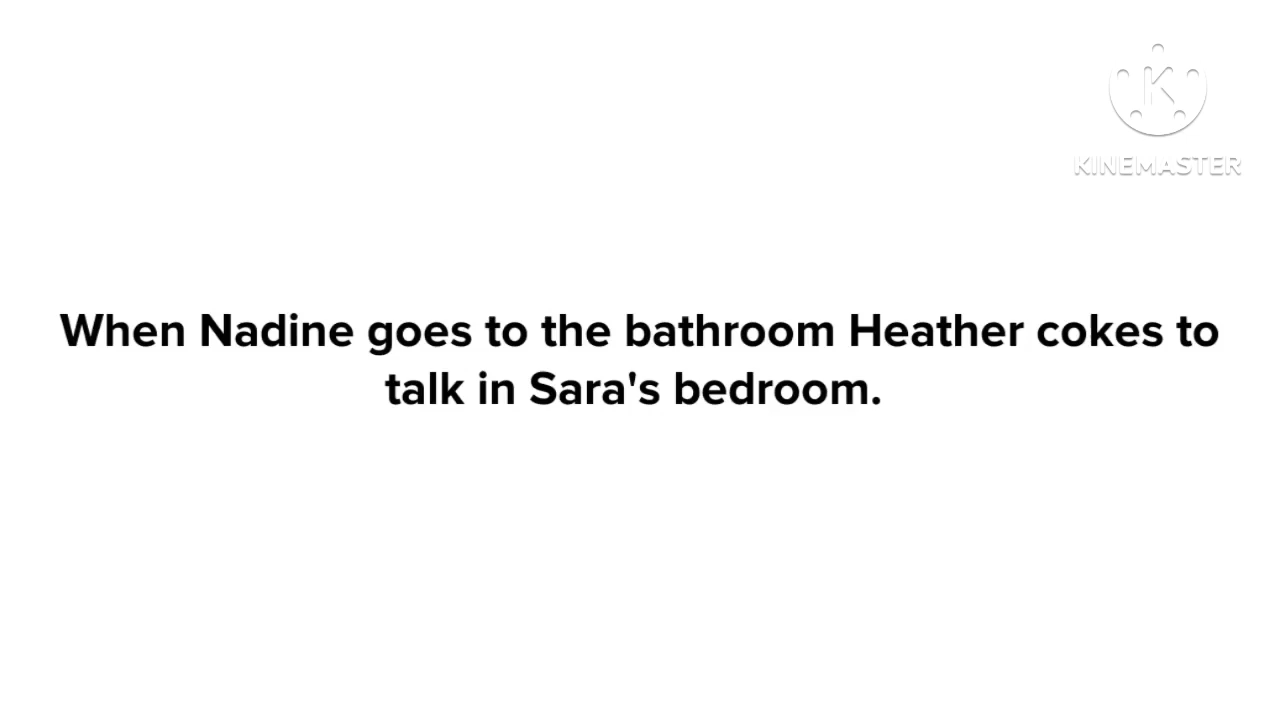 KINEMASTER
When Nadine goes to the bathroom Heather cokes to
talk in Sara's bedroom.